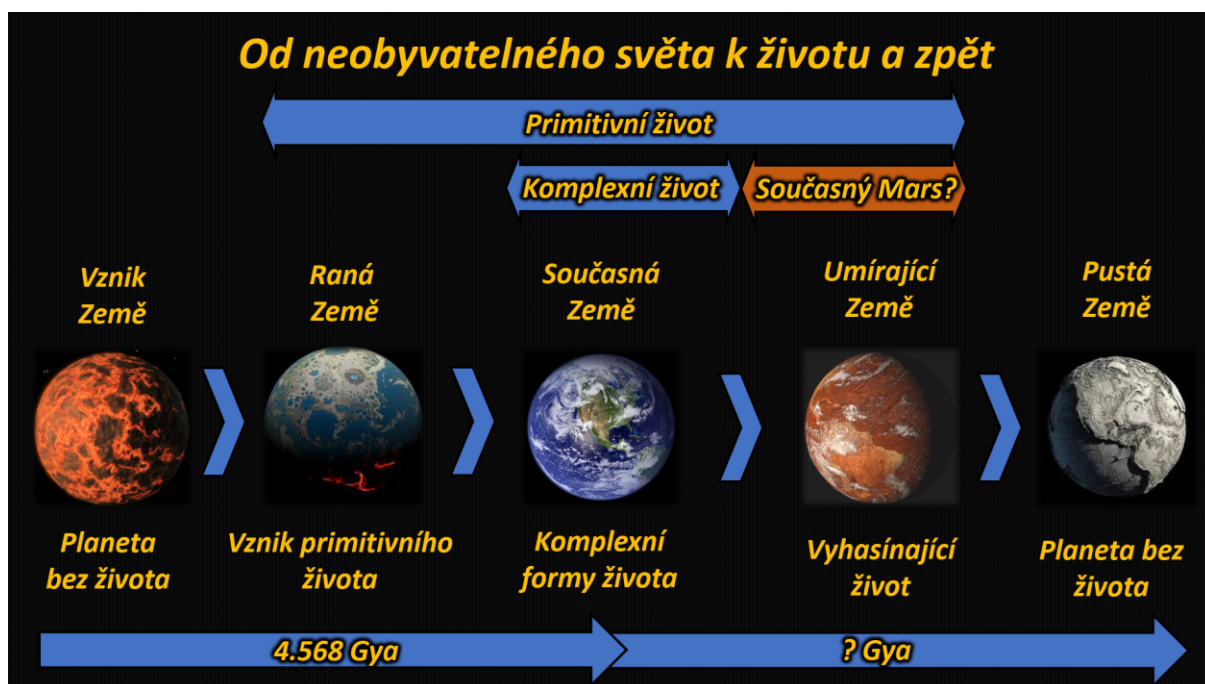 Od neobyvatelného světa k životu a zpět
Primitivní život
Komplexní život
Současný Mars?
Vznik
Země
Raná
Země
Současná
Země
Umírající
Země
Pustá
Země
Planeta
bez života
Vznik primitivního
života
Komplexní
formy života
Vyhasínající
život
Planeta bez
života
4.568 Gya
? Gya